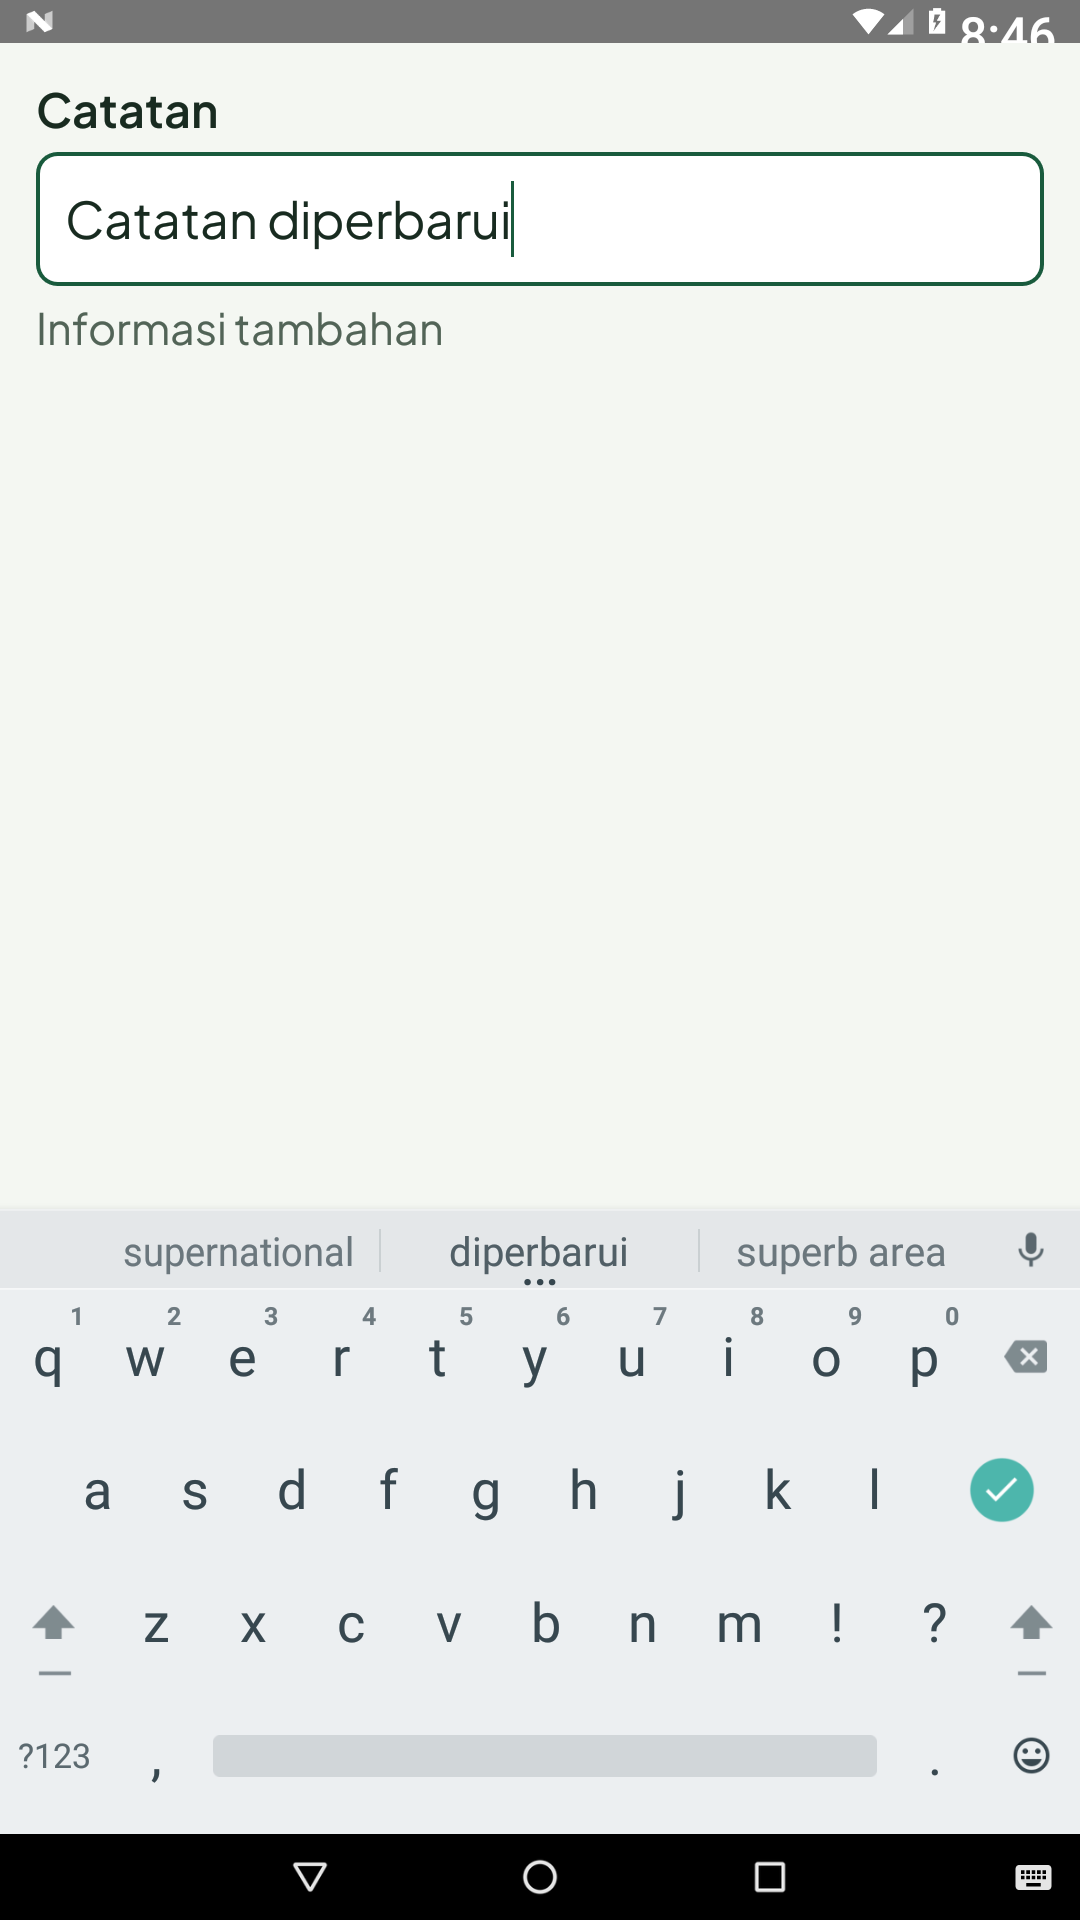 8:46
Catatan
Catatan diperbarui
Informasi tambahan
supernational diperbarui superb area
1 2 3 4 5 6 7 8 9 0
q w e r t y u i o p
a s d f g h j k l
z x c v b n m ! ?
?123 , .